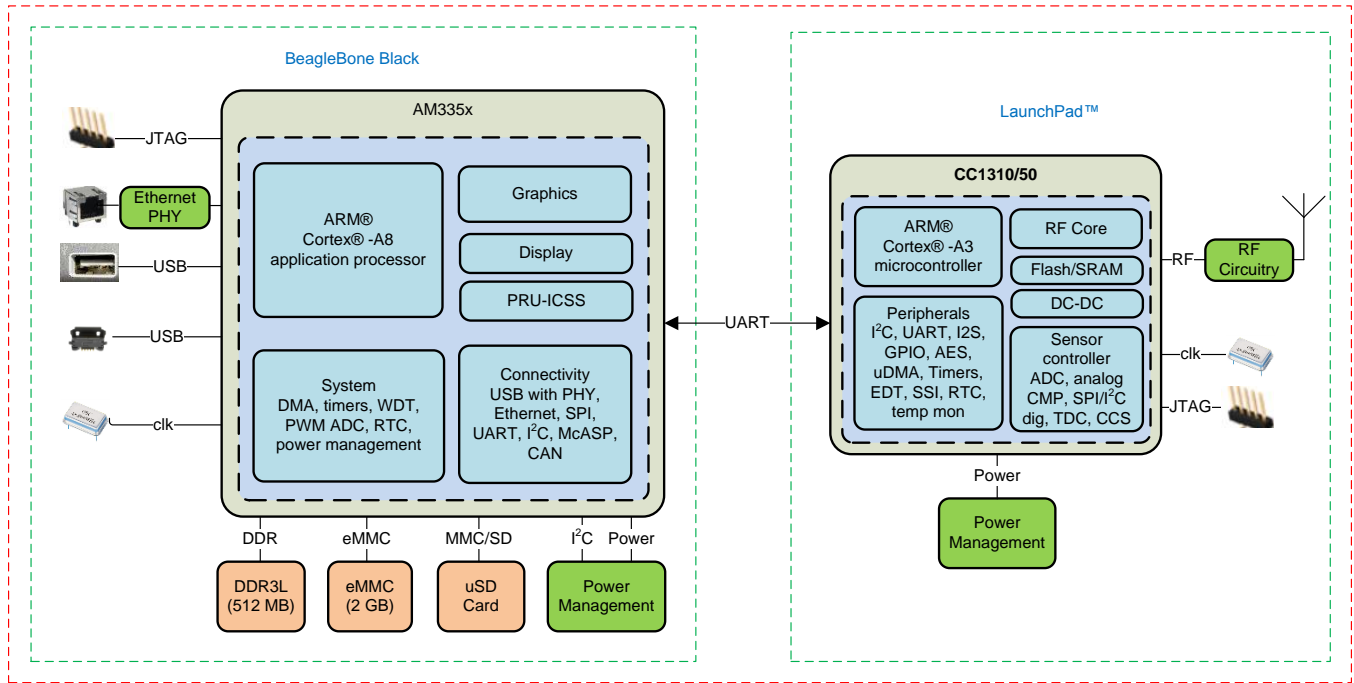 BeagleBone Black
AM335x
JTAG
Ethernet
PHY
USB
USB
clk
ARM®
Cortex® -A8
application processor
Graphics
Display
PRU-ICSS
System
DMA, timers, WDT,
PWM ADC, RTC,
power management
Connectivity
USB with PHY,
Ethernet, SPI,
UART, I²C, McASP,
CAN
DDR
eMMC
MMC/SD
I²C
Power
DDR3L
(512 MB)
eMMC
(2 GB)
uSD
Card
Power
Management
UART
LaunchPad™
CC1310/50
ARM®
Cortex® -A3
microcontroller
RF Core
Flash/SRAM
DC-DC
Peripherals
I²C, UART, I2S,
GPIO, AES,
uDMA, Timers,
EDT, SSI, RTC,
temp mon
Sensor
controller
ADC, analog
CMP, SPI/I²C
dig, TDC, CCS
RF
RF
Circuitry
clk
JTAG
Power
Power
Management